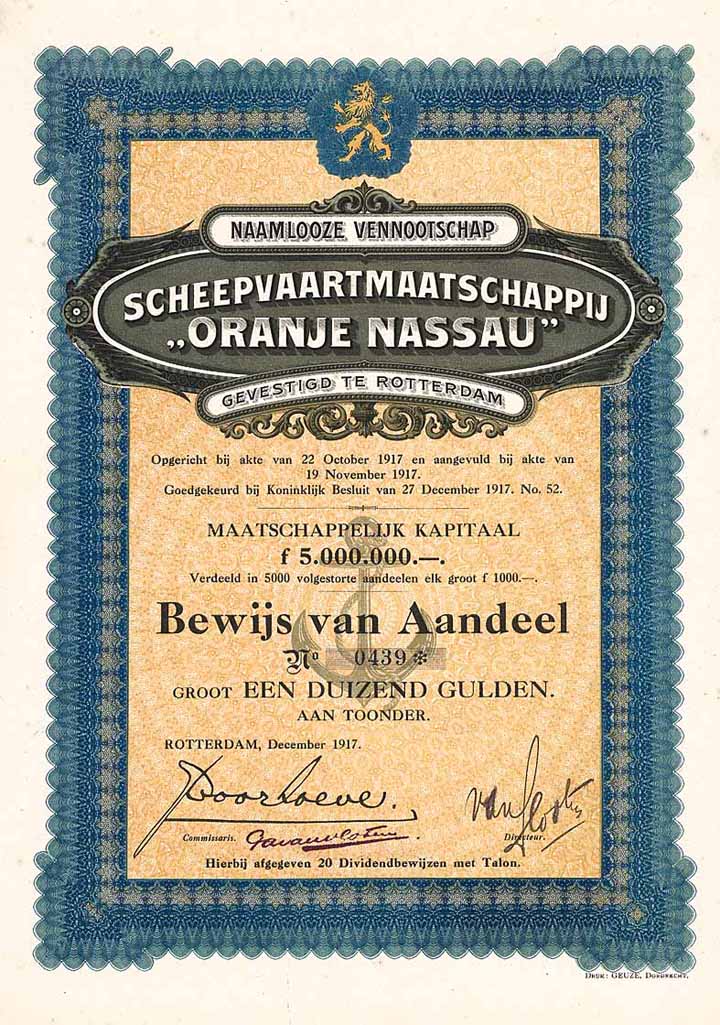 NAAMLOOZE VENNOOTSCHAP
SCHEEPVAARTMAATSCHAPPIJ
„ORANJE NASSAU”
GEVESTIGD TE ROTTERDAM
Opgericht bij akte van 22 October 1917 en aangevuld bij akte van
19 November 1917.
Goedgekeurd bij Koninklijk Besluit van 27 December 1917. No. 52.
MAATSCHAPPELIJK KAPITAAL
f 5.000.000.—.
Verdeeld in 5000 volgestorte aandeelen elk groot f 1000.—.
Bewijs van Aandeel
No 0439 *
GROOT EEN DUIZEND GULDEN.
AAN TOONDER.
ROTTERDAM, December 1917.
Commissaris. Directeur.
Hierbij afgegeven 20 Dividendbewijzen met Talon.
DRUK: GEUZE, DORDRECHT.